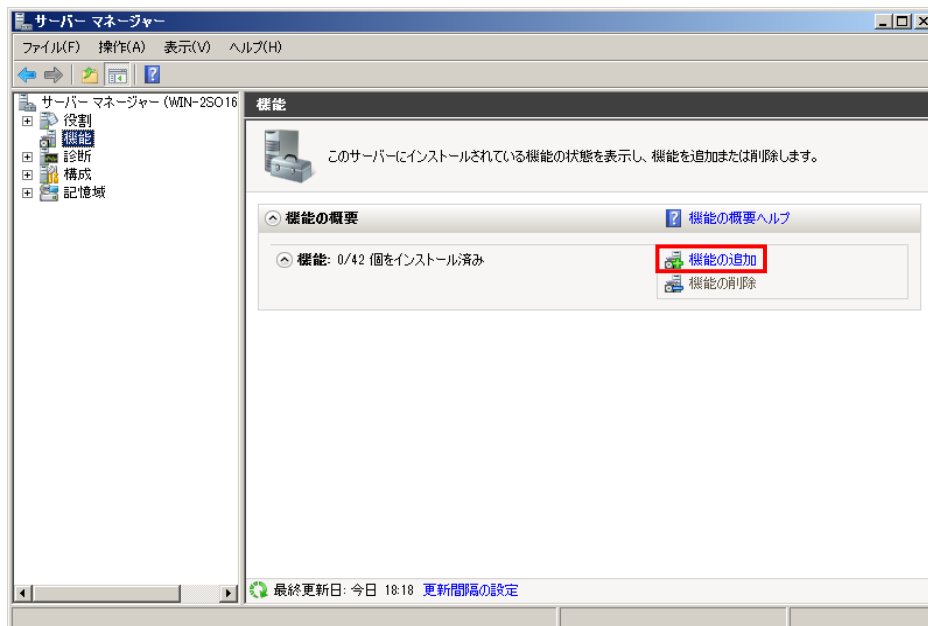 サーバー マネージャー
ファイル(F) 操作(A) 表示(V) ヘルプ(H)
サーバー マネージャー (WIN-2SO16
役割
機能
診断
構成
記憶域
機能
このサーバーにインストールされている機能の状態を表示し、機能を追加または削除します。
機能の概要
機能の概要ヘルプ
機能: 0/42 個をインストール済み
機能の追加
機能の削除
最終更新日: 今日 18:18 更新間隔の設定